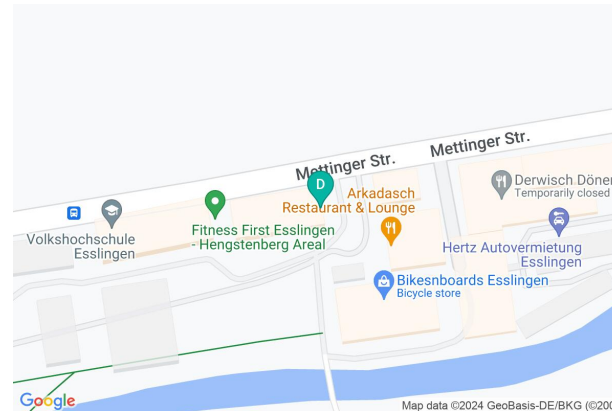 Mettinger Str.
Mettinger Str.
D
Arkadasch
Restaurant & Lounge
Derwisch Döner
Temporarily closed
Volkshochschule
Esslingen
Fitness First Esslingen
- Hengstenberg Areal
Hertz Autovermietung
Esslingen
Bikesnboards Esslingen
Bicycle store
Google
Map data ©2024 GeoBasis-DE/BKG (©200